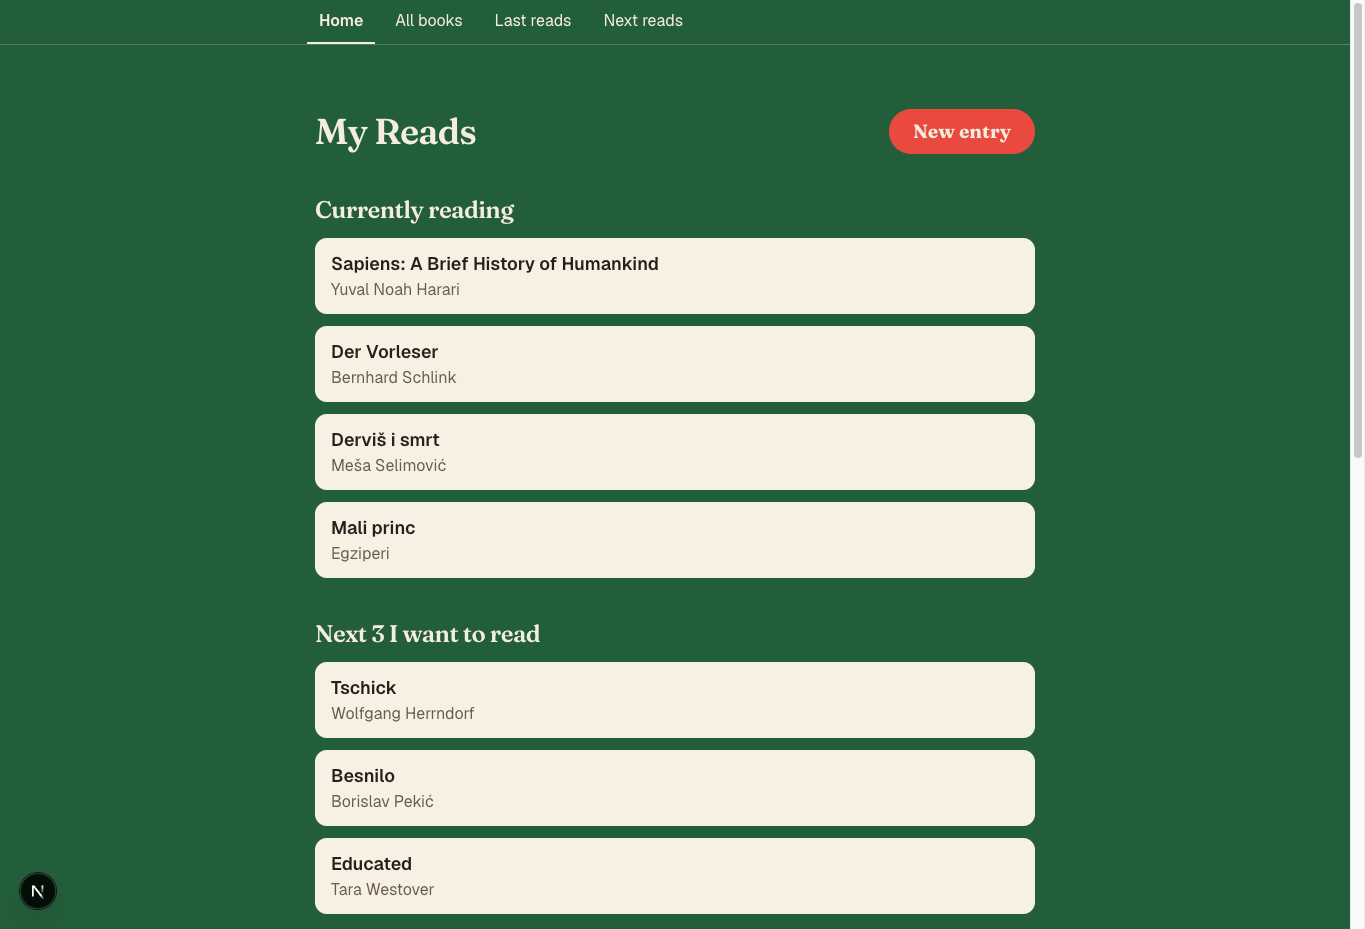 Home All books Last reads Next reads
My Reads
New entry
Currently reading
Sapiens: A Brief History of Humankind
Yuval Noah Harari
Der Vorleser
Bernhard Schlink
Derviš i smrt
Meša Selimović
Mali princ
Egziperi
Next 3 I want to read
Tschick
Wolfgang Herrndorf
Besnilo
Borislav Pekić
Educated
Tara Westover
N